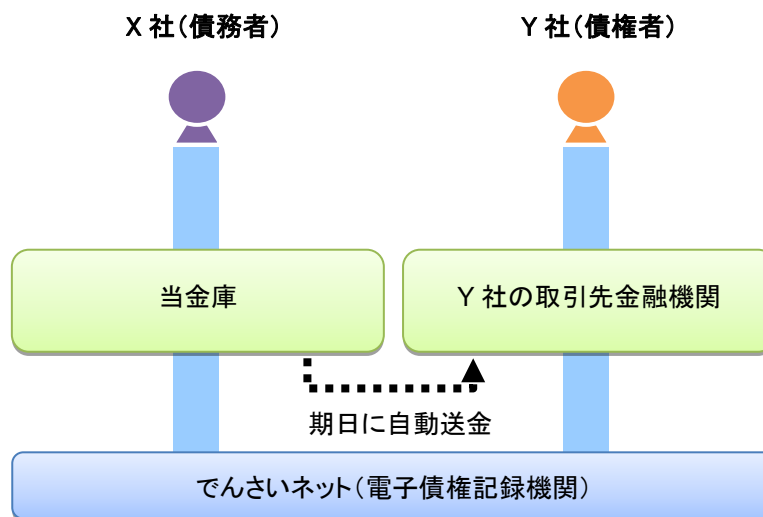 X 社（債務者）
Y 社（債権者）
当金庫
Y 社の取引先金融機関
期日に自動送金
でんさいネット（電子債権記録機関）